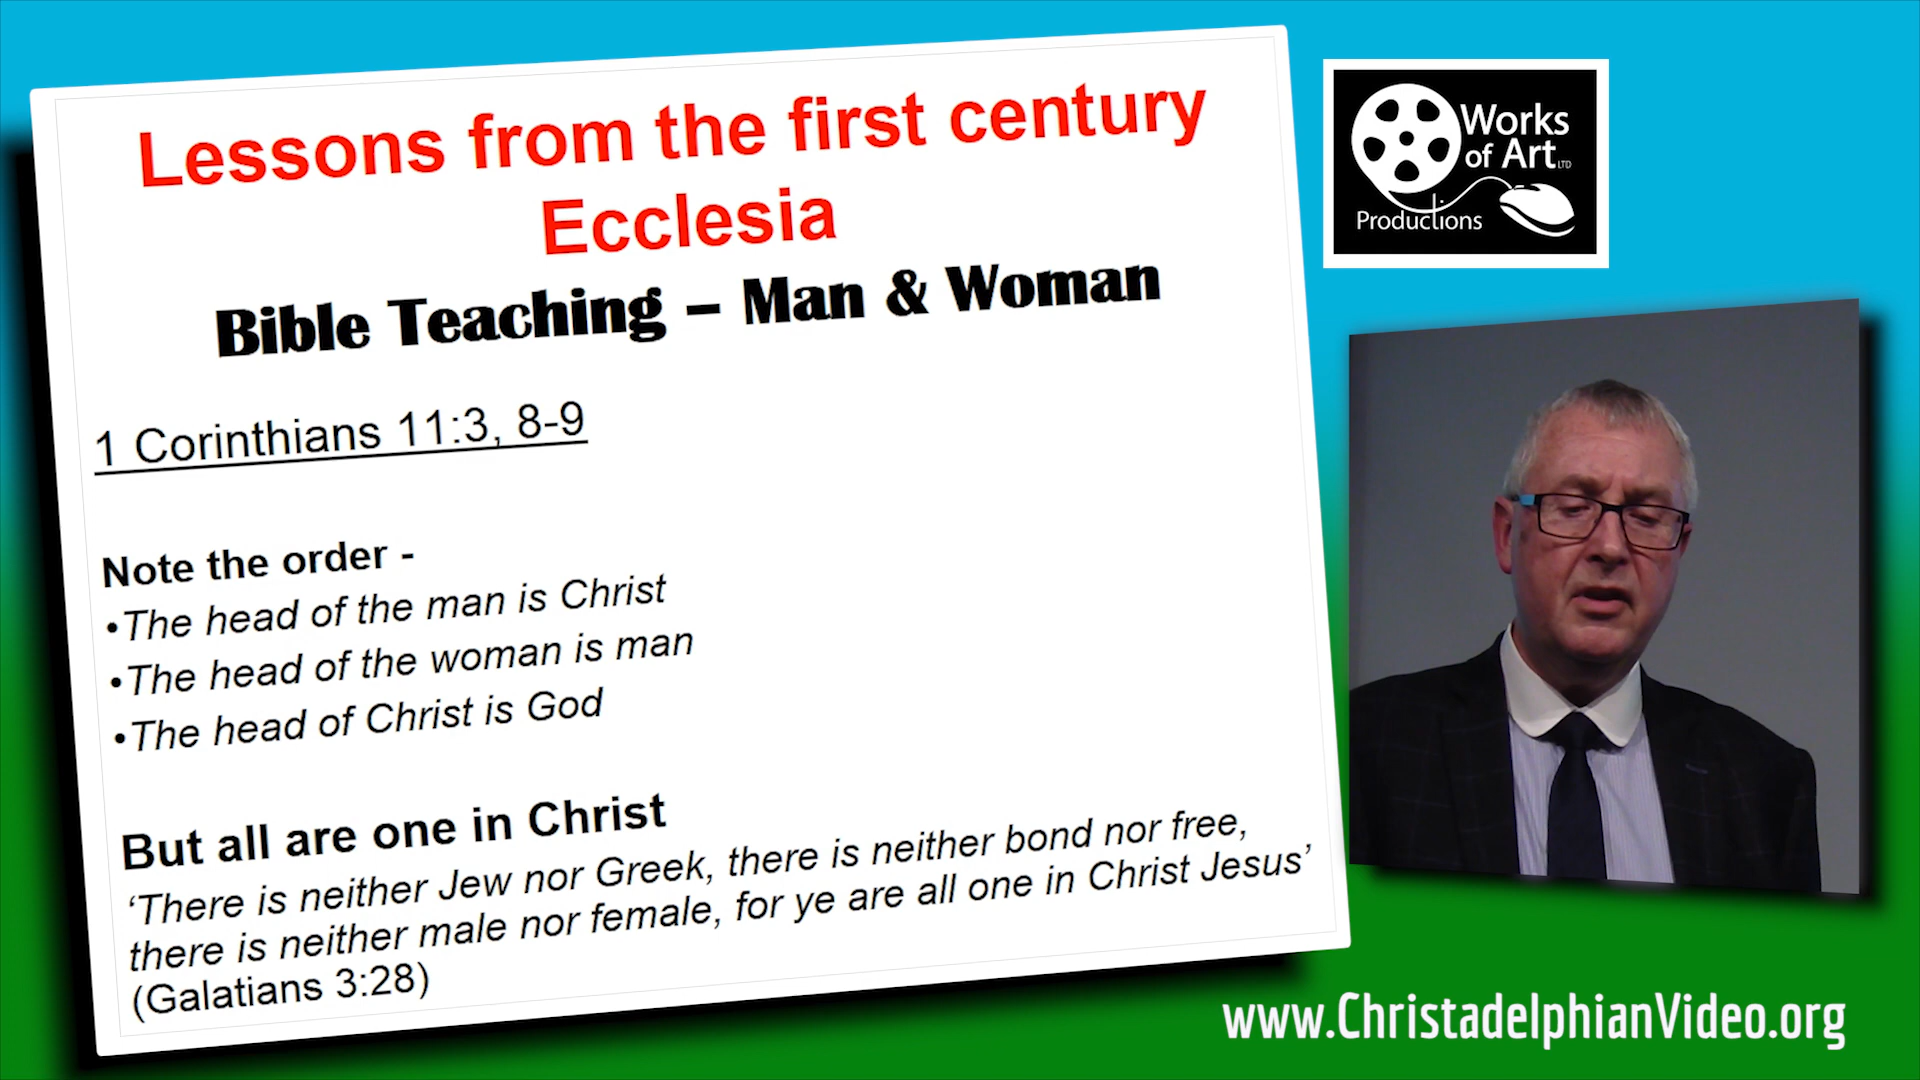 Lessons from the first century
Ecclesia
Bible Teaching – Man & Woman
1 Corinthians 11:3, 8-9
Note the order -
•The head of the man is Christ
•The head of the woman is man
•The head of Christ is God
But all are one in Christ
‘There is neither Jew nor Greek, there is neither bond nor free,
there is neither male nor female, for ye are all one in Christ Jesus’
(Galatians 3:28)
Works
of Art LTD
Productions
www.ChristadelphianVideo.org